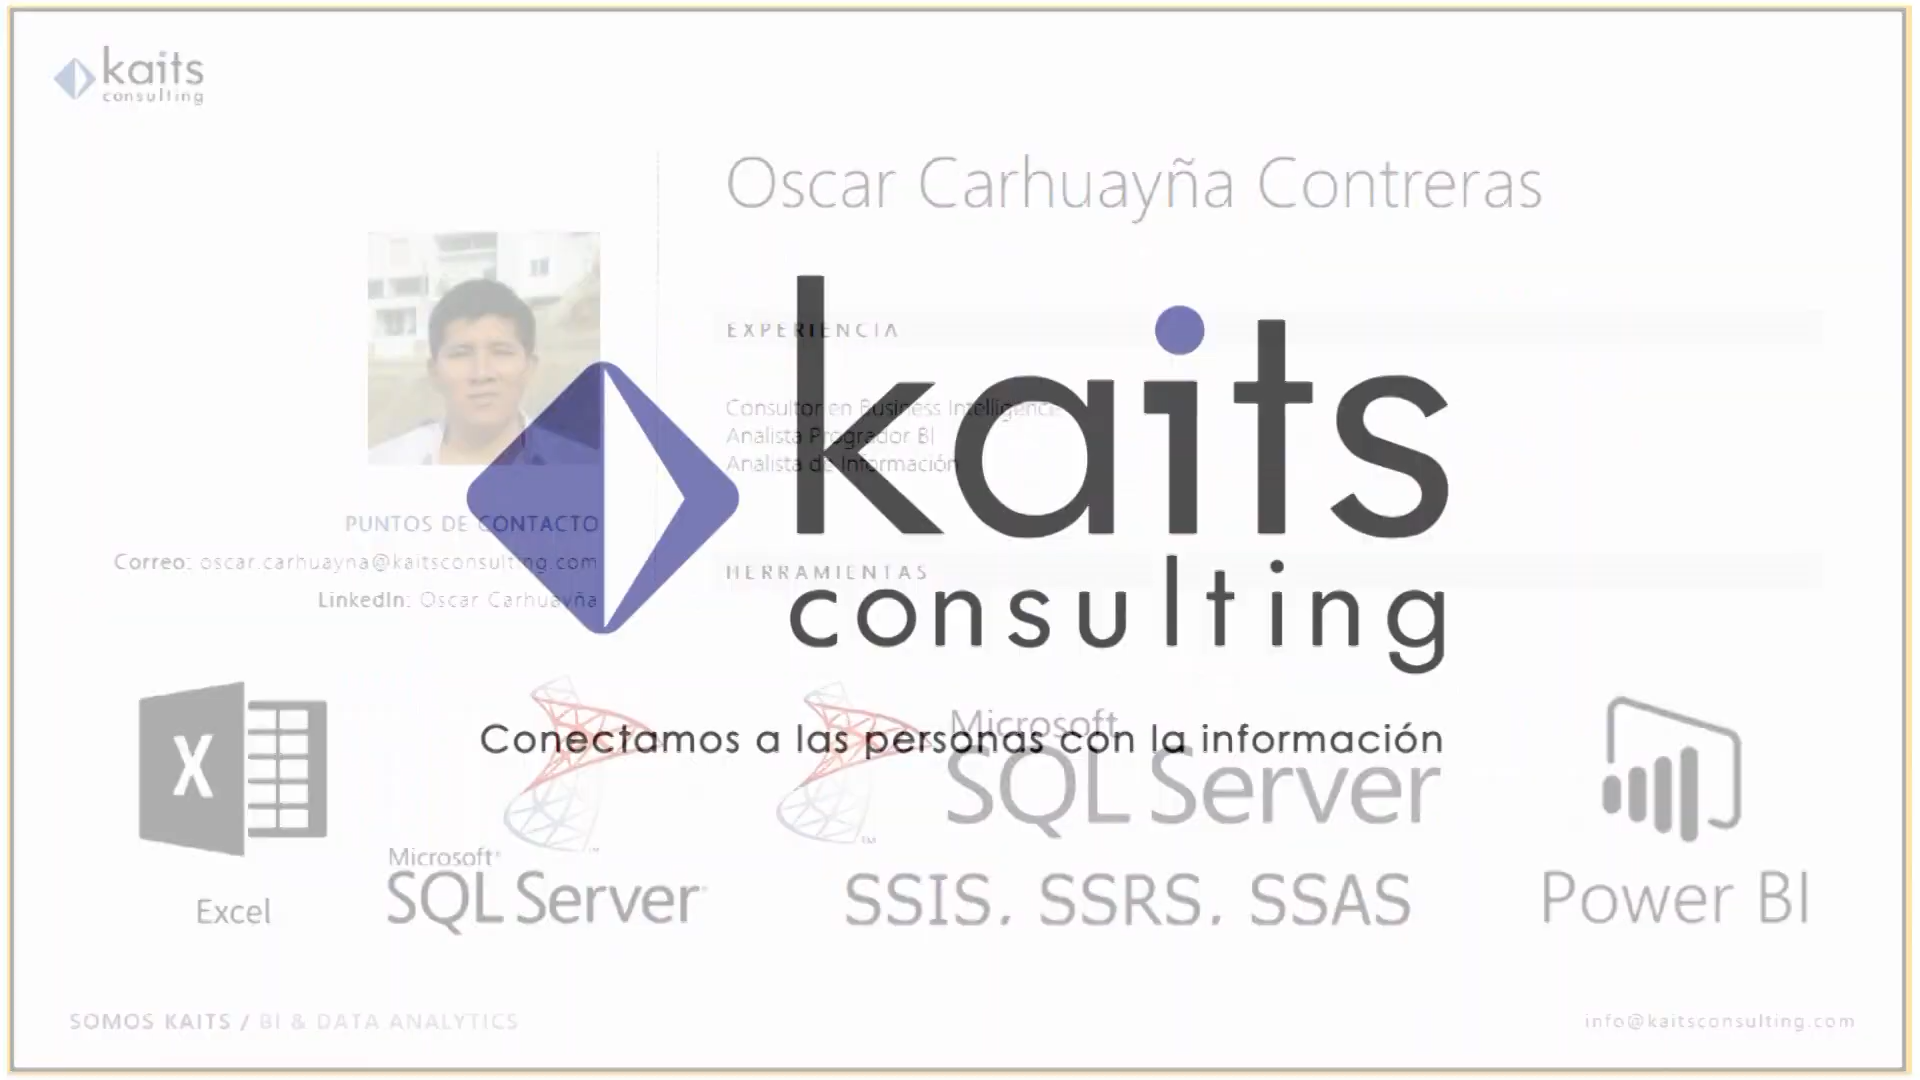 kaits
consulting
Oscar Carhuayña Contreras
EXPERIENCIA
Consultor en Business Intelligence
Analista Prograдor BI
Analista de Información
PUNTOS DE CONTACTO
Correo: oscar.carhuayna@kaitsconsulting.com
LinkedIn: Oscar Carhuayña
HERRAMIENTAS
kaits
consulting
Conectamos a las personas con la información
Excel
Microsoft®
SQL Server
Microsoft
SQL Server
SSIS, SSRS, SSAS
Power BI
SOMOS KAITS / BI & DATA ANALYTICS
info@kaitsconsulting.com